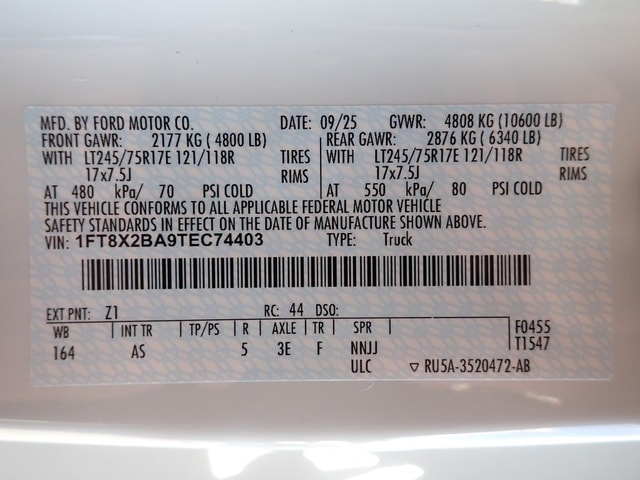 MFD. BY FORD MOTOR CO. DATE: 09/25 GVWR: 4808 KG (10600 LB)
FRONT GAWR: 2177 KG ( 4800 LB) REAR GAWR: 2876 KG ( 6340 LB)
WITH LT245/75R17E 121/118R TIRES WITH LT245/75R17E 121/118R TIRES
17x7.5J RIMS 17x7.5J RIMS
AT 480 kPa/ 70 PSI COLD AT 550 kPa/ 80 PSI COLD
THIS VEHICLE CONFORMS TO ALL APPLICABLE FEDERAL MOTOR VEHICLE
SAFETY STANDARDS IN EFFECT ON THE DATE OF MANUFACTURE SHOWN ABOVE.
VIN: 1FT8X2BA9TEC74403 TYPE: Truck
EXT PNT: Z1 RC: 44 DSO:
WB INT TR TP/PS R AXLE TR SPR F0455
164 AS 5 3E F NNJJ T1547
ULC ▽ RU5A-3520472-AB